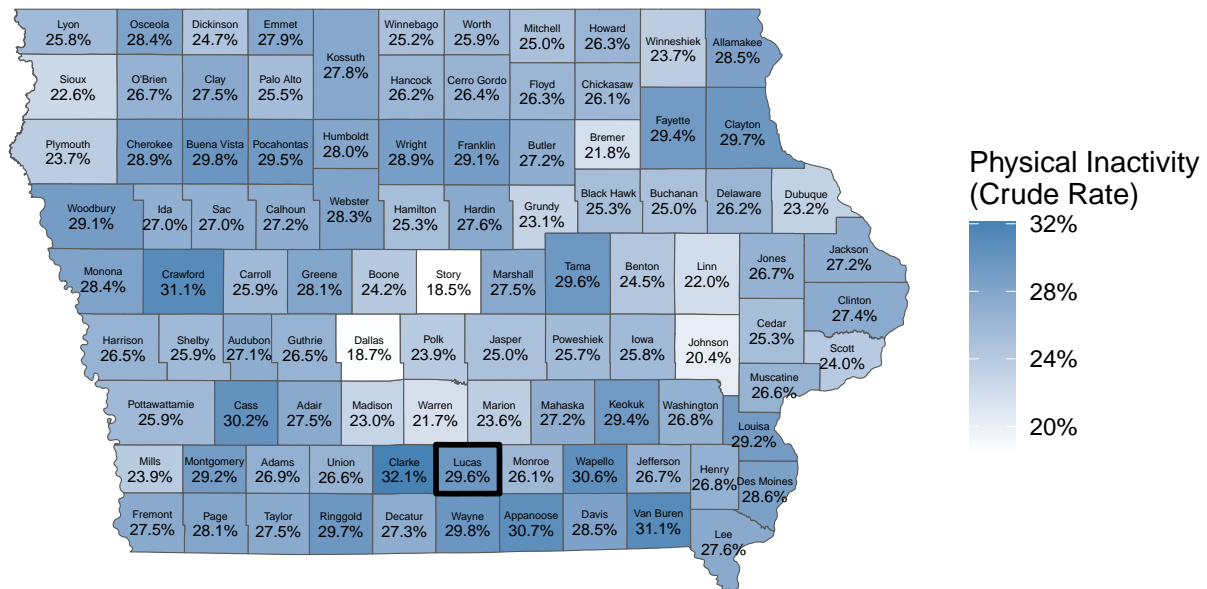 Lyon
25.8%
Osceola
28.4%
Dickinson
24.7%
Emmet
27.9%
Kossuth
27.8%
Winnebago
25.2%
Worth
25.9%
Mitchell
25.0%
Howard
26.3%
Winneshiek
23.7%
Allamakee
28.5%
Sioux
22.6%
O'Brien
26.7%
Clay
27.5%
Palo Alto
25.5%
Hancock
26.2%
Cerro Gordo
26.4%
Floyd
26.3%
Chickasaw
26.1%
Plymouth
23.7%
Cherokee
28.9%
Buena Vista
29.8%
Pocahontas
29.5%
Humboldt
28.0%
Wright
28.9%
Franklin
29.1%
Butler
27.2%
Bremer
21.8%
Fayette
29.4%
Clayton
29.7%
Woodbury
29.1%
Ida
27.0%
Sac
27.0%
Calhoun
27.2%
Webster
28.3%
Hamilton
25.3%
Hardin
27.6%
Grundy
23.1%
Black Hawk
25.3%
Buchanan
25.0%
Delaware
26.2%
Dubuque
23.2%
Monona
28.4%
Crawford
31.1%
Carroll
25.9%
Greene
28.1%
Boone
24.2%
Story
18.5%
Marshall
27.5%
Tama
29.6%
Benton
24.5%
Linn
22.0%
Jones
26.7%
Jackson
27.2%
Clinton
27.4%
Harrison
26.5%
Shelby
25.9%
Audubon
27.1%
Guthrie
26.5%
Dallas
18.7%
Polk
23.9%
Jasper
25.0%
Poweshiek
25.7%
Iowa
25.8%
Johnson
20.4%
Cedar
25.3%
Scott
24.0%
Muscatine
26.6%
Pottawattamie
25.9%
Cass
30.2%
Adair
27.5%
Madison
23.0%
Warren
21.7%
Marion
23.6%
Mahaska
27.2%
Keokuk
29.4%
Washington
26.8%
Louisa
29.2%
Mills
23.9%
Montgomery
29.2%
Adams
26.9%
Union
26.6%
Clarke
32.1%
Lucas
29.6%
Monroe
26.1%
Wapello
30.6%
Jefferson
26.7%
Henry
26.8%
Des Moines
28.6%
Fremont
27.5%
Page
28.1%
Taylor
27.5%
Ringgold
29.7%
Decatur
27.3%
Wayne
29.8%
Appanoose
30.7%
Davis
28.5%
Van Buren
31.1%
Lee
27.6%
Physical Inactivity
(Crude Rate)
32%
28%
24%
20%